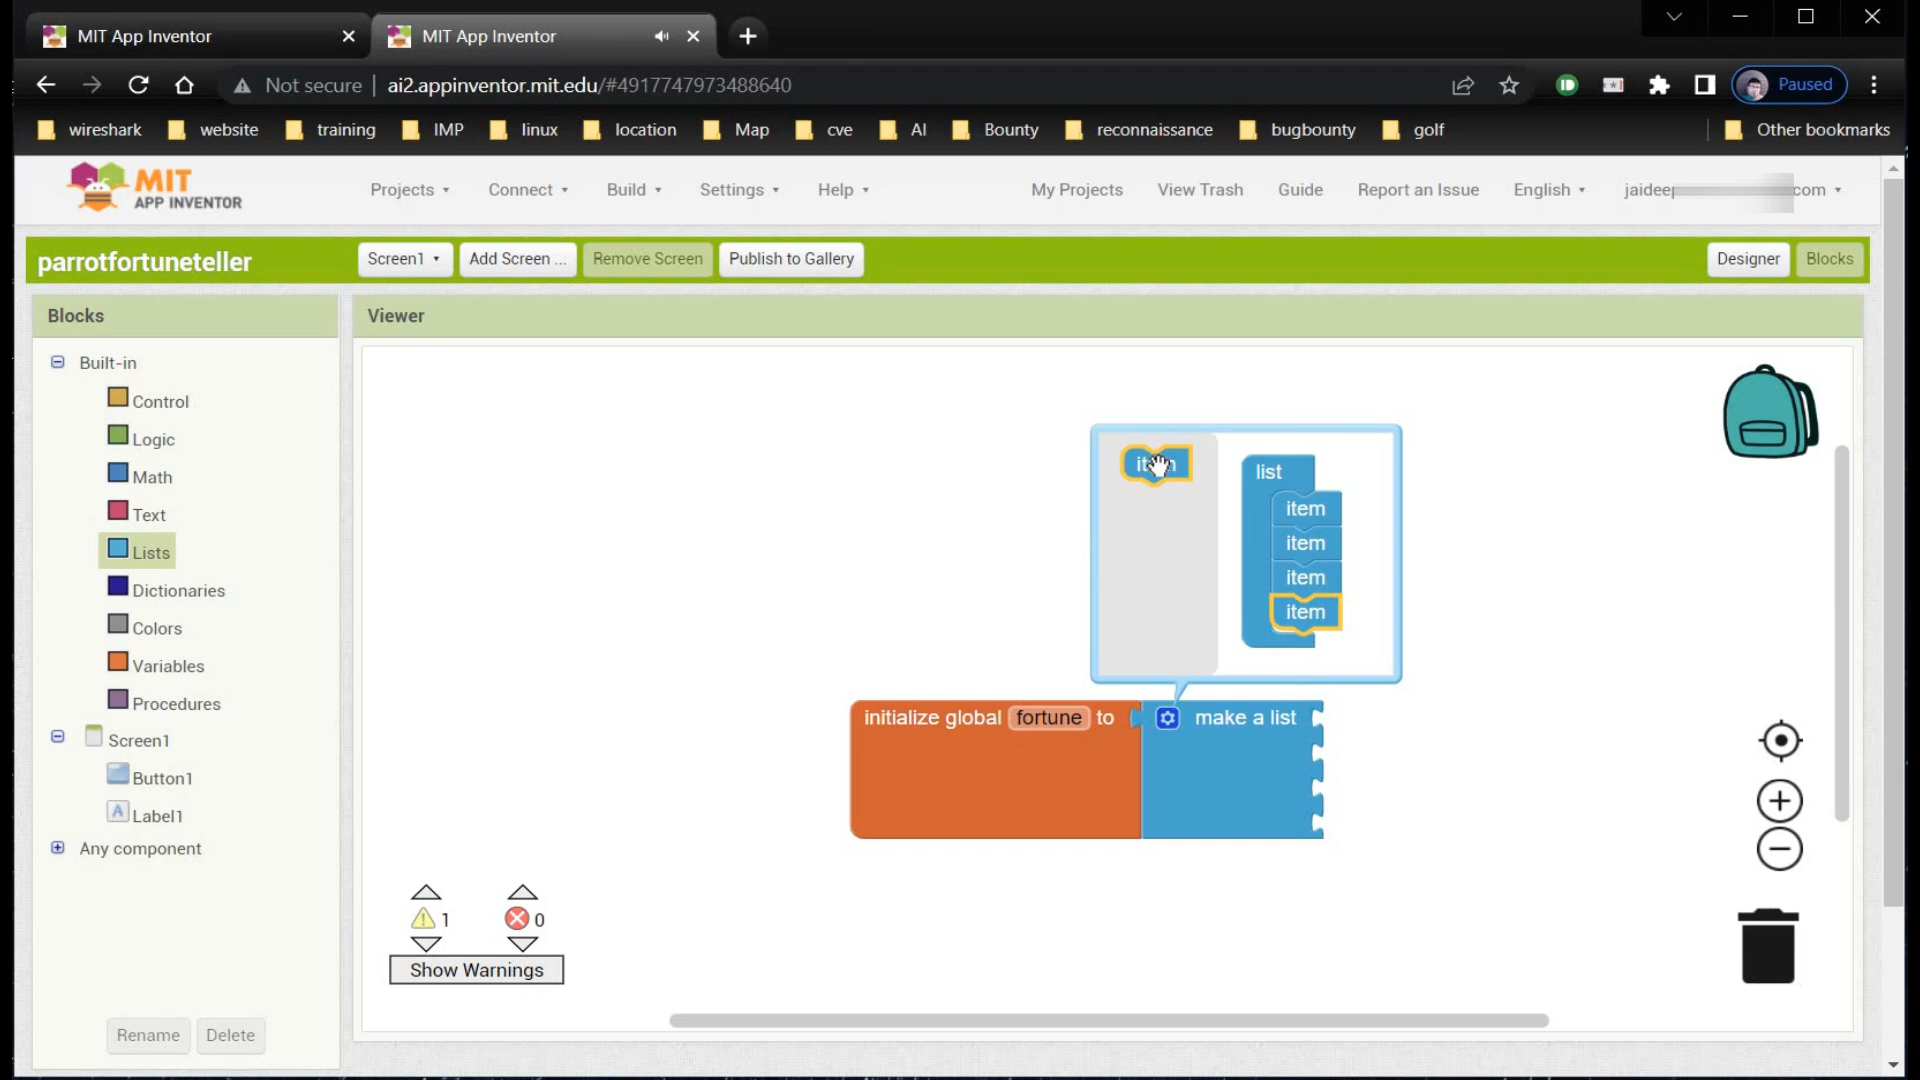 MIT App Inventor
MIT App Inventor
Not secure
ai2.appinventor.mit.edu/#4917747973488640
Paused
wireshark website training IMP linux location Map cve AI Bounty reconnaissance bugbounty golf Other bookmarks
MIT
APP INVENTOR
Projects Connect Build Settings Help My Projects View Trash Guide Report an Issue English com
parrotfortuneteller
Screen1 Add Screen ... Remove Screen Publish to Gallery Designer Blocks
Blocks
Viewer
Built-in
Control
Logic
Math
Text
Lists
Dictionaries
Colors
Variables
Procedures
Screen1
Button1
A
Label1
Any component
Rename Delete
item
list
item
item
item
item
initialize global fortune to make a list
1 0
Show Warnings